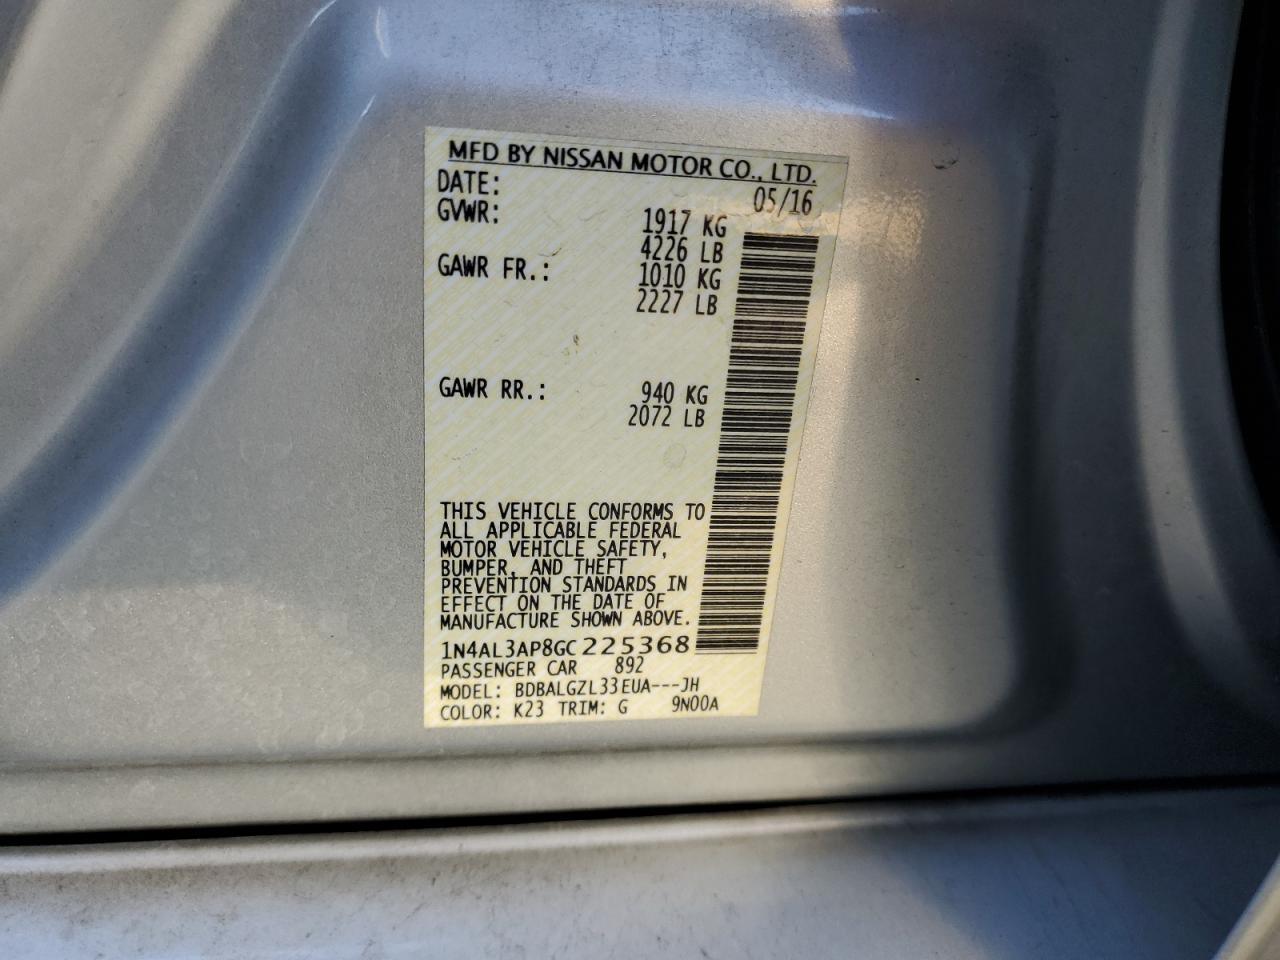 MFD BY NISSAN MOTOR CO., LTD.
DATE: 05/16
GVWR: 1917 KG
4226 LB
GAWR FR.: 1010 KG
2227 LB
GAWR RR.: 940 KG
2072 LB
THIS VEHICLE CONFORMS TO
ALL APPLICABLE FEDERAL
MOTOR VEHICLE SAFETY,
BUMPER, AND THEFT
PREVENTION STANDARDS IN
EFFECT ON THE DATE OF
MANUFACTURE SHOWN ABOVE.
1N4AL3AP8GC225368
PASSENGER CAR 892
MODEL: BDBALGZL33EUA---JH
COLOR: K23 TRIM: G 9N00A